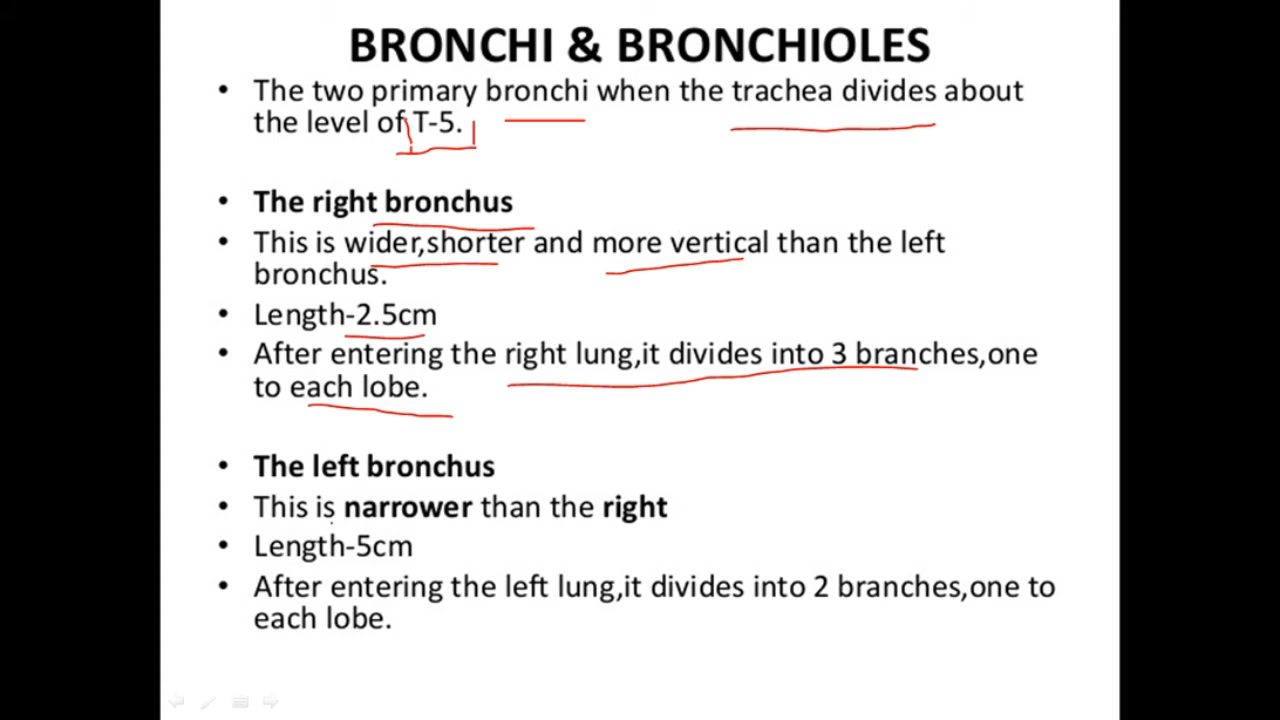 BRONCHI & BRONCHIOLES
• The two primary bronchi when the trachea divides about
the level of T-5.
• The right bronchus
• This is wider,shorter and more vertical than the left
bronchus.
• Length-2.5cm
• After entering the right lung,it divides into 3 branches,one
to each lobe.
• The left bronchus
• This is narrower than the right
• Length-5cm
• After entering the left lung,it divides into 2 branches,one to
each lobe.